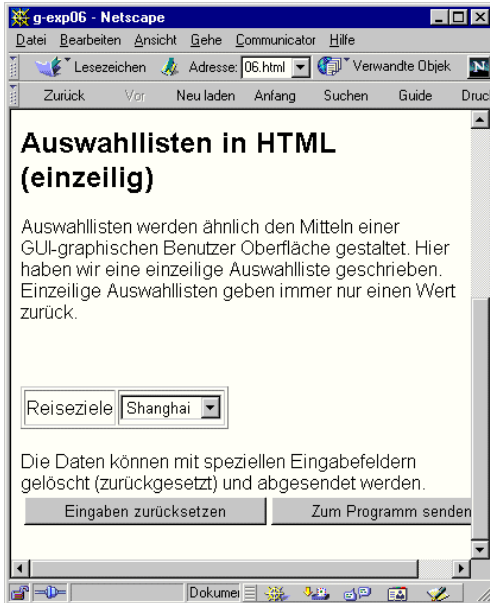 g-exp06 - Netscape
Datei Bearbeiten Ansicht Gehe Communicator Hilfe
Lesezeichen Adresse: 06.html Verwandte Objek N
Zurück Vor Neu laden Anfang Suchen Guide Druc
Auswahllisten in HTML
(einzeilig)
Auswahllisten werden ähnlich den Mitteln einer
GUI-graphischen Benutzer Oberfläche gestaltet. Hier
haben wir eine einzeilige Auswahlliste geschrieben.
Einzeilige Auswahllisten geben immer nur einen Wert
zurück.
Reiseziele Shanghai
Die Daten können mit speziellen Eingabefeldern
gelöscht (zurückgesetzt) und abgesendet werden.
Eingaben zurücksetzen Zum Programm senden
Dokumei